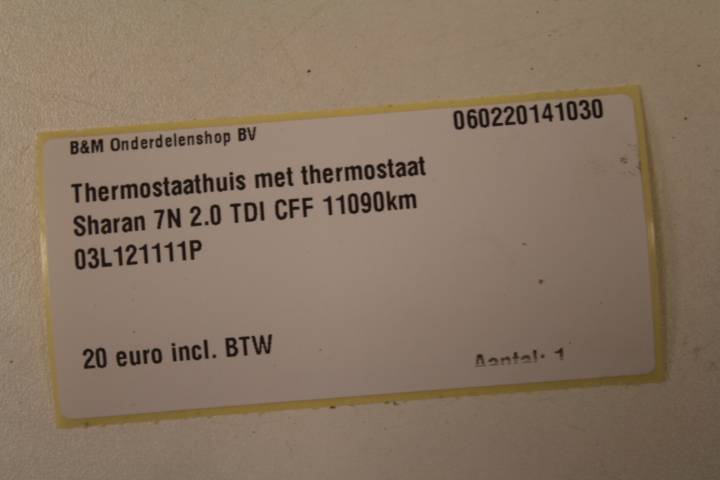 B&M Onderdelenshop BV
060220141030
Thermostaathuis met thermostaat
Sharan 7N 2.0 TDI CFF 11090km
03L121111P
20 euro incl. BTW
Aantal: 1